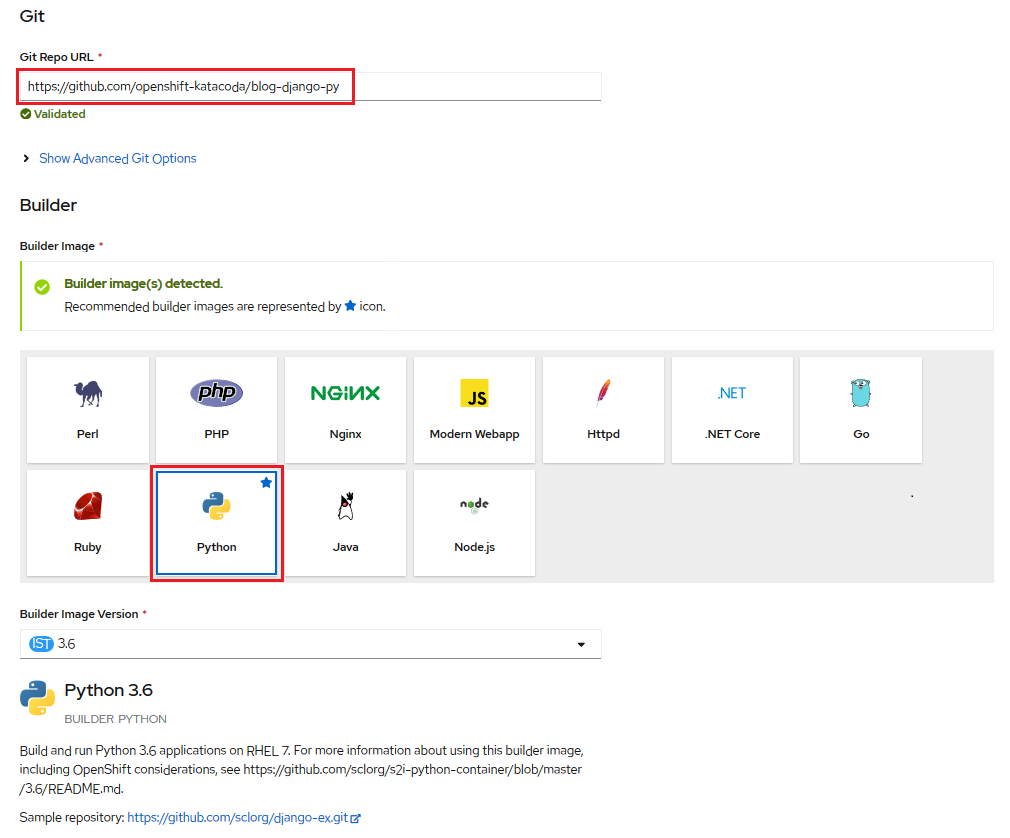 Git
Git Repo URL *
https://github.com/openshift-katacoda/blog-django-py
Validated
Show Advanced Git Options
Builder
Builder Image *
Builder image(s) detected.
Recommended builder images are represented by ★ icon.
php NGINX JS .NET
Perl PHP Nginx Modern Webapp Httpd .NET Core Go
node
Ruby Python Java Node.js
Builder Image Version *
IST 3.6
Python 3.6
BUILDER PYTHON
Build and run Python 3.6 applications on RHEL 7. For more information about using this builder image,
including OpenShift considerations, see https://github.com/sclorg/s2i-python-container/blob/master
/3.6/README.md.
Sample repository: https://github.com/sclorg/django-ex.git